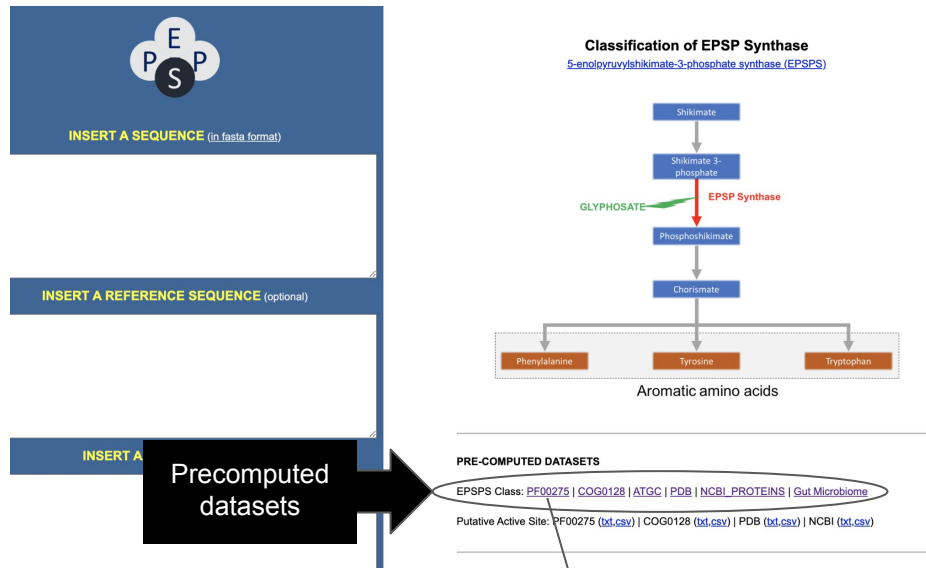 E
P P
S
INSERT A SEQUENCE (in fasta format)
INSERT A REFERENCE SEQUENCE (optional)
INSERT A
Precomputed
datasets
Classification of EPSP Synthase
5-enolpyruvylshikimate-3-phosphate synthase (EPSPS)
Shikimate
Shikimate 3-
phosphate
GLYPHOSATE
EPSP Synthase
Phosphoshikimate
Chorismate
Phenylalanine
Tyrosine
Tryptophan
Aromatic amino acids
PRE-COMPUTED DATASETS
EPSPS Class: PF00275 | COG0128 | ATGC | PDB | NCBI_PROTEINS | Gut Microbiome
Putative Active Site: PF00275 (txt,csv) | COG0128 (txt,csv) | PDB (txt,csv) | NCBI (txt,csv)